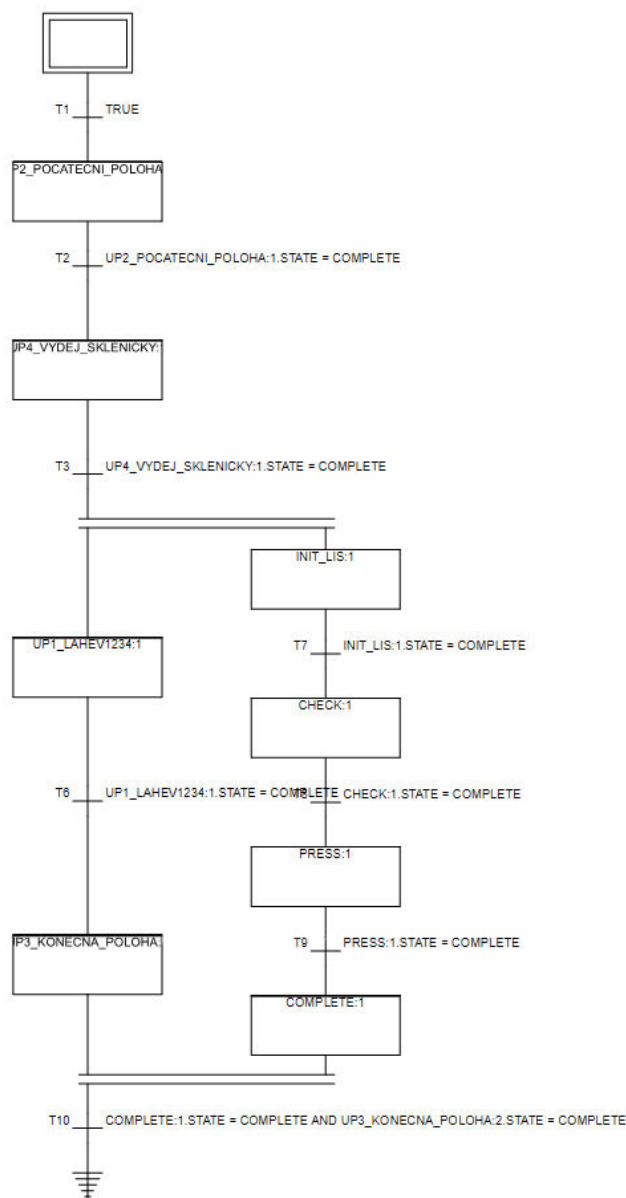 T1 TRUE
P2_POCATECNI_POLOHA
T2 UP2_POCATECNI_POLOHA:1.STATE = COMPLETE
UP4_VYDEJ_SKLENICKY:
T3 UP4_VYDEJ_SKLENICKY:1.STATE = COMPLETE
INIT_LIS:1
UP1_LAHEV1234:1
T7 INIT_LIS:1.STATE = COMPLETE
CHECK:1
T6 UP1_LAHEV1234:1.STATE = COMPLETE
T8 CHECK:1.STATE = COMPLETE
PRESS:1
UP3_KONECNA_POLOHA:
T9 PRESS:1.STATE = COMPLETE
COMPLETE:1
T10 COMPLETE:1.STATE = COMPLETE AND UP3_KONECNA_POLOHA:2.STATE = COMPLETE